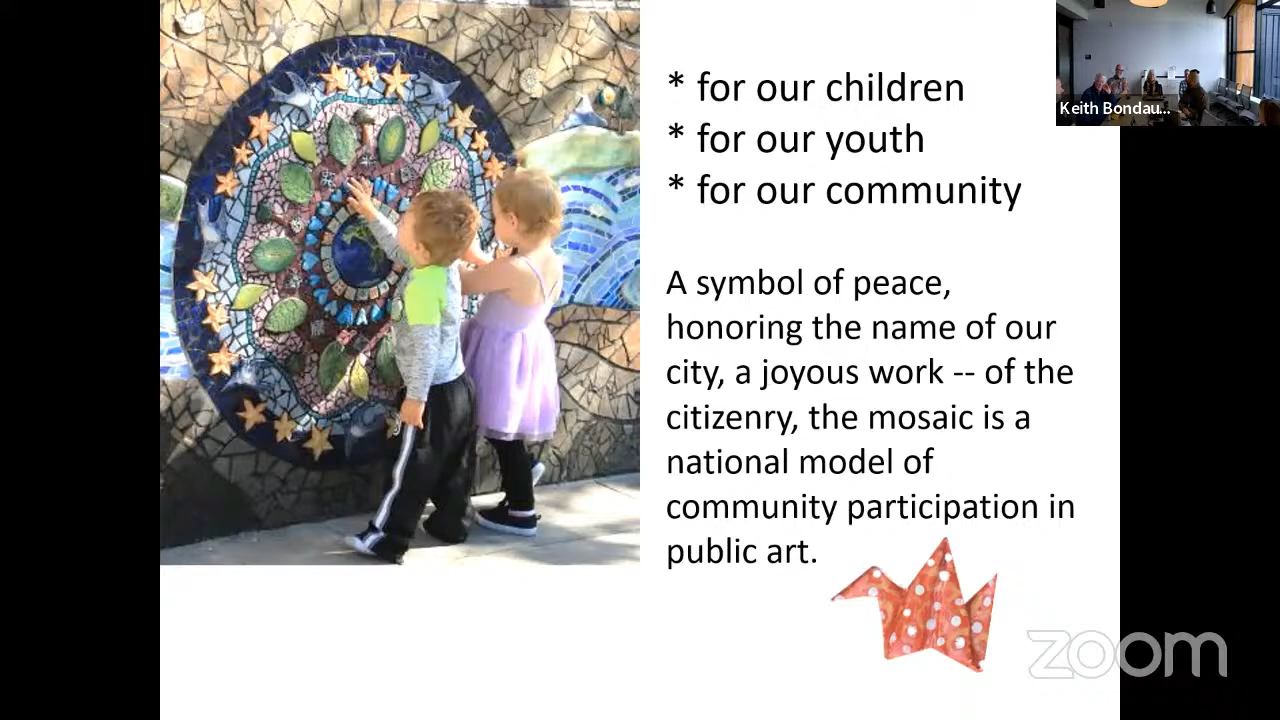 * for our children
* for our youth
* for our community
A symbol of peace,
honoring the name of our
city, a joyous work -- of the
citizenry, the mosaic is a
national model of
community participation in
public art.
Keith Bondau...
zoom